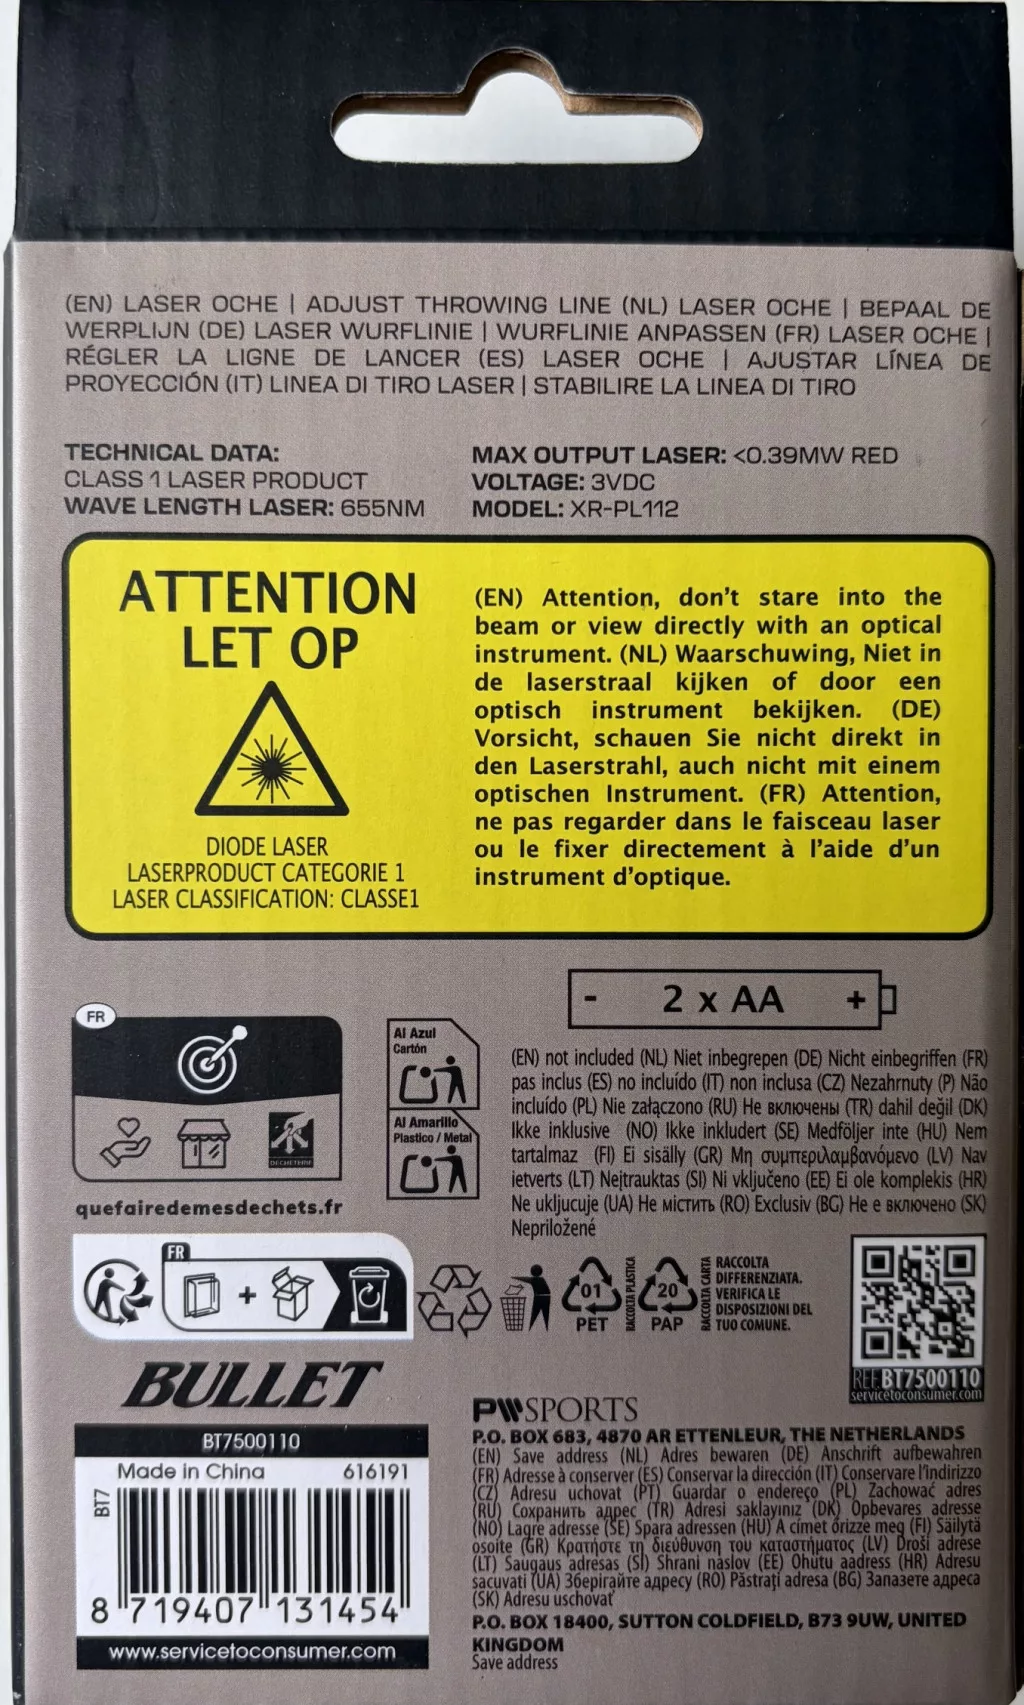 (EN) LASER OCHE | ADJUST THROWING LINE (NL) LASER OCHE | BEPAAL DE
WERPLIJN (DE) LASER WURFLINIE | WURFLINIE ANPASSEN (FR) LASER OCHE |
RÉGLER LA LIGNE DE LANCER (ES) LASER OCHE | AJUSTAR LÍNEA DE
PROYECCIÓN (IT) LINEA DI TIRO LASER | STABILIRE LA LINEA DI TIRO
TECHNICAL DATA:
CLASS 1 LASER PRODUCT
WAVE LENGTH LASER: 655NM
MAX OUTPUT LASER: <0.39MW RED
VOLTAGE: 3VDC
MODEL: XR-PL112
ATTENTION
LET OP
DIODE LASER
LASERPRODUCT CATEGORIE 1
LASER CLASSIFICATION: CLASSE1
(EN) Attention, don't stare into the
beam or view directly with an optical
instrument. (NL) Waarschuwing, Niet in
de laserstraal kijken of door een
optisch instrument bekijken. (DE)
Vorsicht, schauen Sie nicht direkt in
den Laserstrahl, auch nicht mit einem
optischen Instrument. (FR) Attention,
ne pas regarder dans le faisceau laser
ou le fixer directement à l'aide d'un
instrument d'optique.
- 2 x AA +
(EN) not included (NL) Niet inbegrepen (DE) Nicht einbegriffen (FR)
pas inclus (ES) no incluído (IT) non inclusa (CZ) Nezahrnuty (P) Não
incluído (PL) Nie załączono (RU) Не включены (TR) dahil değil (DK)
Ikke inklusive (NO) Ikke inkludert (SE) Medföljer inte (HU) Nem
tartalmaz (FI) Ei sisälly (GR) Μη συμπεριλαμβανόμενο (LV) Nav
ietverts (LT) Neįtrauktas (SI) Ni vključeno (EE) Ei ole komplekis (HR)
Ne ukljucuje (UA) Не містить (RO) Exclusiv (BG) Не е включено (SK)
Nepriložené
FR
DECHETERIE
quefairedemesdechets.fr
Al Azul
Cartón
Al Amarillo
Plastico / Metal
FR
+
01
PET
RACCOLTA PLASTICA
20
PAP
RACCOLTA CARTA
RACCOLTA
DIFFERENZIATA.
VERIFICA LE
DISPOSIZIONI DEL
TUO COMUNE.
REF.BT7500110
servicetoconsumer.com
BULLET
BT7500110
Made in China 616191
BT7
8 719407 131454
www.servicetoconsumer.com
PWSPORTS
P.O. BOX 683, 4870 AR ETTENLEUR, THE NETHERLANDS
(EN) Save address (NL) Adres bewaren (DE) Anschrift aufbewahren
(FR) Adresse à conserver (ES) Conservar la dirección (IT) Conservare l'indirizzo
(CZ) Adresu uchovat (PT) Guardar o endereço (PL) Zachować adres
(RU) Сохранить адрес (TR) Adresi saklayınız (DK) Opbevares adresse
(NO) Lagre adresse (SE) Spara adressen (HU) A címet őrizze meg (FI) Säilytä
osoite (GR) Κρατήστε τη διεύθυνση του καταστήματος (LV) Droši adrese
(LT) Saugaus adresas (SI) Shrani naslov (EE) Ohutu aadress (HR) Adresu
sacuvati (UA) Зберігайте адресу (RO) Păstrați adresa (BG) Запазете адреса
(SK) Adresu uschovať
P.O. BOX 18400, SUTTON COLDFIELD, B73 9UW, UNITED
KINGDOM
Save address